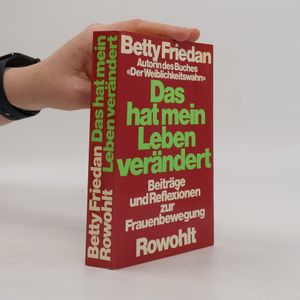 Betty Friedan
Autorin des Buches
«Der Weiblichkeitswahn»
Das
hat mein
Leben
verändert
Beiträge
und Reflexionen
zur
Frauenbewegung
Rowohlt
Betty Friedan Das hat mein
Rowohlt Leben verändert